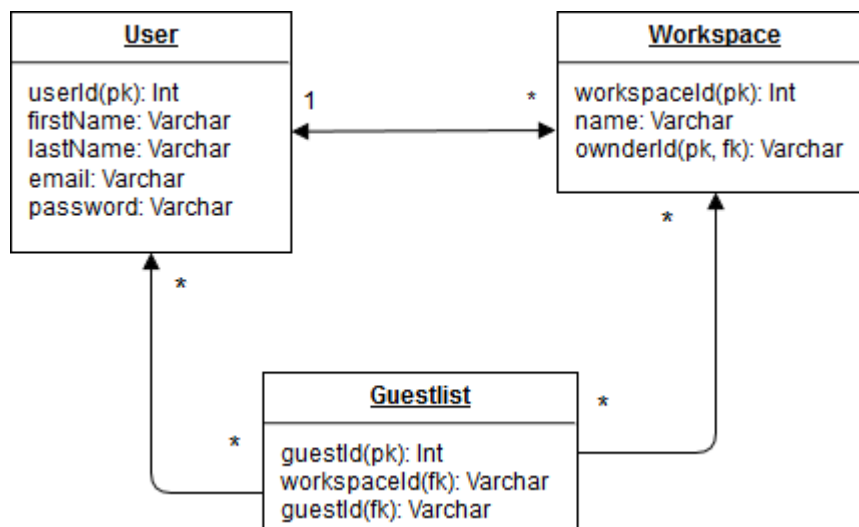 User
userId(pk): Int
firstName: Varchar
lastName: Varchar
email: Varchar
password: Varchar
1
*
Workspace
workspaceId(pk): Int
name: Varchar
ownderId(pk, fk): Varchar
*
*
*
*
Guestlist
guestId(pk): Int
workspaceId(fk): Varchar
guestId(fk): Varchar